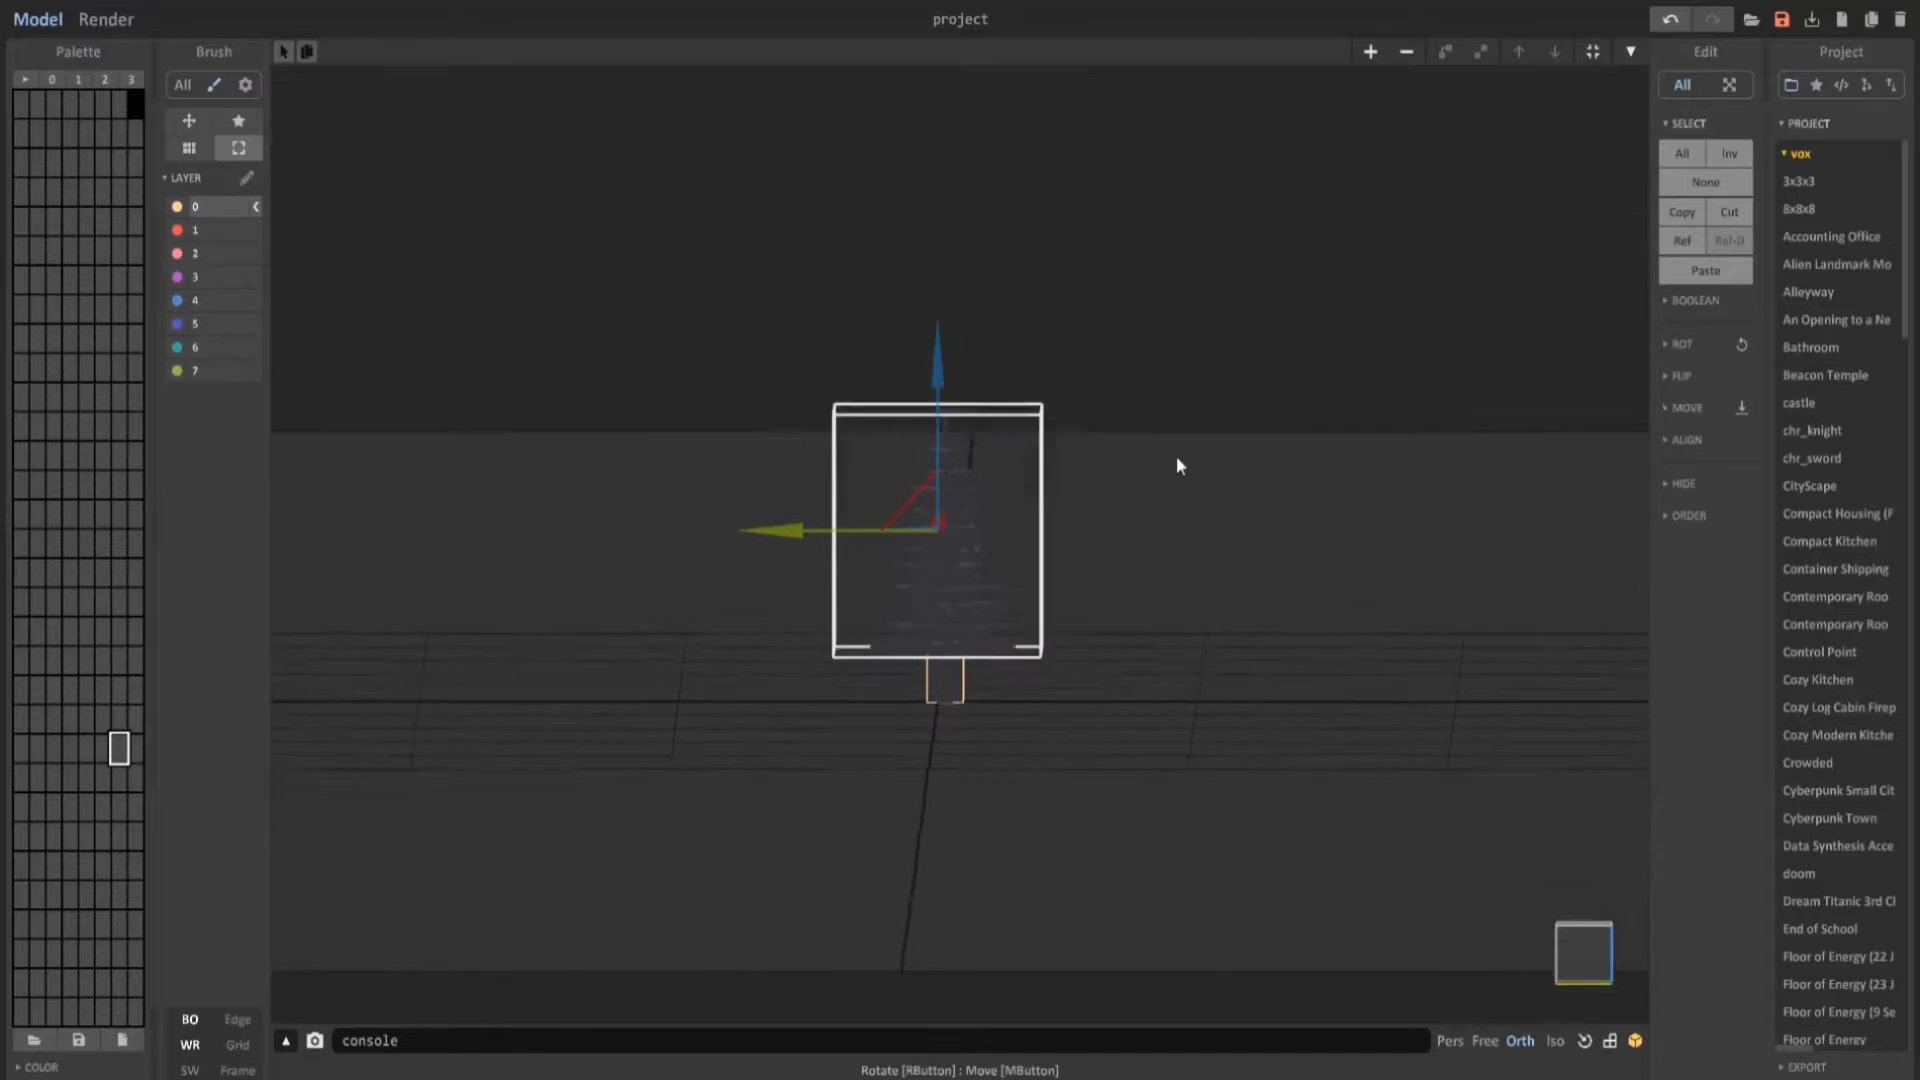 Model Render
project
Palette
0 1 2 3
COLOR
Brush
All
LAYER
0
1
2
3
4
5
6
7
BO Edge
WR Grid
SW Frame
console
Pers Free Orth Iso
Rotate [RButton] : Move [MButton]
Edit
All
SELECT
All Inv
None
Copy Cut
Ref Ref-D
Paste
BOOLEAN
ROT
FLIP
MOVE
ALIGN
HIDE
ORDER
Project
PROJECT
vox
3x3x3
8x8x8
Accounting Office
Alien Landmark Mo
Alleyway
An Opening to a Ne
Bathroom
Beacon Temple
castle
chr_knight
chr_sword
CityScape
Compact Housing (F
Compact Kitchen
Container Shipping
Contemporary Roo
Contemporary Roo
Control Point
Cozy Kitchen
Cozy Log Cabin Firep
Cozy Modern Kitche
Crowded
Cyberpunk Small Cit
Cyberpunk Town
Data Synthesis Acce
doom
Dream Titanic 3rd Cl
End of School
Floor of Energy (22 J
Floor of Energy (23 J
Floor of Energy (9 Se
Floor of Energy
EXPORT